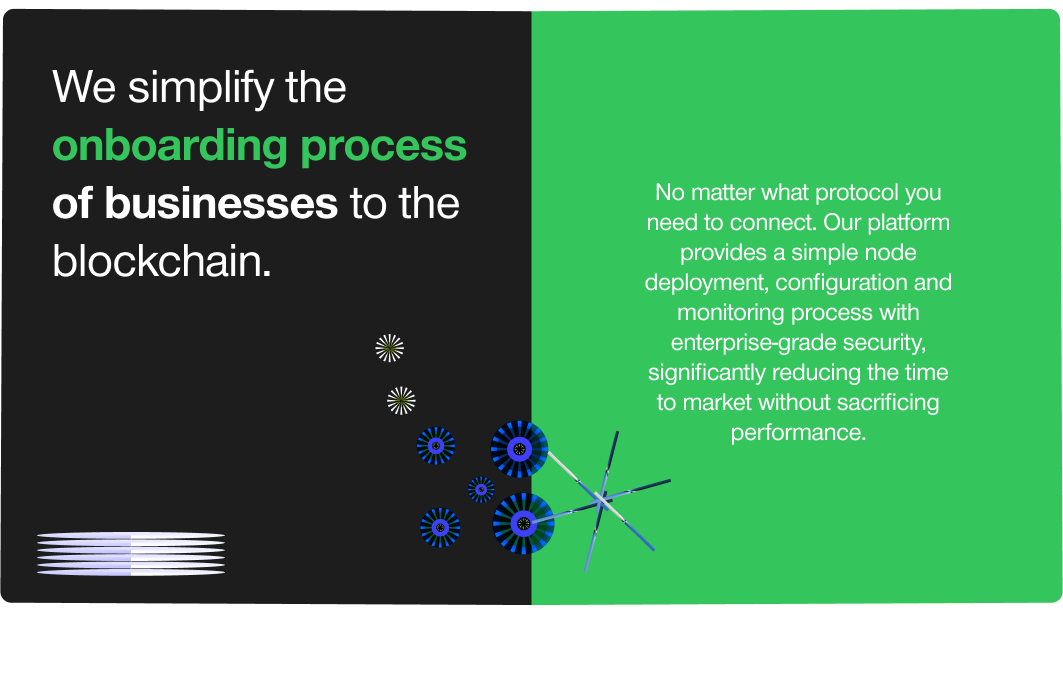 We simplify the
onboarding process
of businesses to the
blockchain.
No matter what protocol you
need to connect. Our platform
provides a simple node
deployment, configuration and
monitoring process with
enterprise-grade security,
significantly reducing the time
to market without sacrificing
performance.